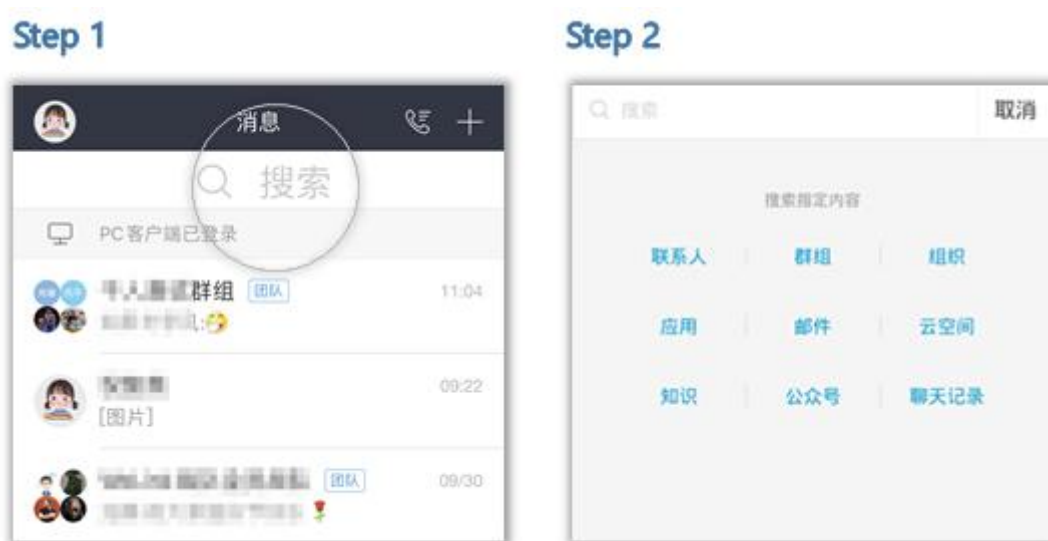 Step 1
消息
搜索
PC客户端已登录
群组 团队
11:04
09:22
[图片]
团队
09/30
Step 2
搜索
取消
搜索指定内容
联系人 群组 组织
应用 邮件 云空间
知识 公众号 聊天记录